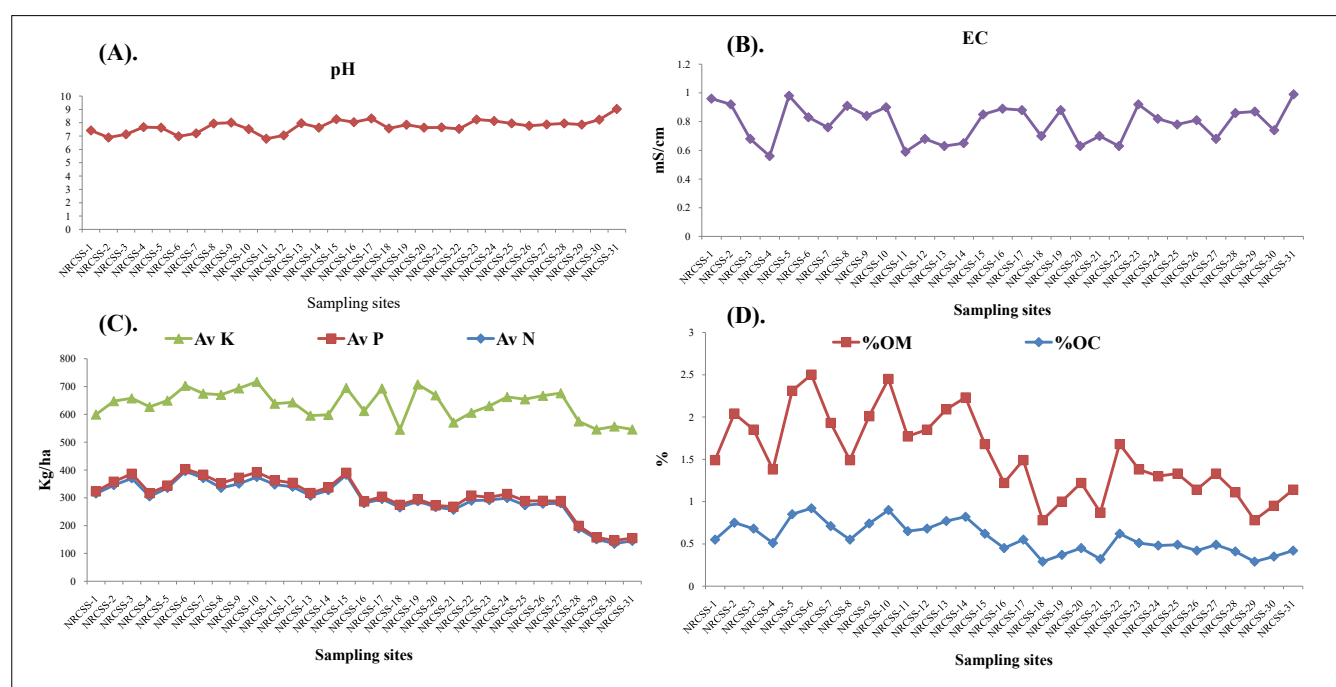 (A).
pH
10
9
8
7
6
5
4
3
2
1
0
NRCSS-1
NRCSS-2
NRCSS-3
NRCSS-4
NRCSS-5
NRCSS-6
NRCSS-7
NRCSS-8
NRCSS-9
NRCSS-10
NRCSS-11
NRCSS-12
NRCSS-13
NRCSS-14
NRCSS-15
NRCSS-16
NRCSS-17
NRCSS-18
NRCSS-19
NRCSS-20
NRCSS-21
NRCSS-22
NRCSS-23
NRCSS-24
NRCSS-25
NRCSS-26
NRCSS-27
NRCSS-28
NRCSS-29
NRCSS-30
NRCSS-31
Sampling sites
(B).
EC
mS/cm
1.2
1
0.8
0.6
0.4
0.2
0
NRCSS-1
NRCSS-2
NRCSS-3
NRCSS-4
NRCSS-5
NRCSS-6
NRCSS-7
NRCSS-8
NRCSS-9
NRCSS-10
NRCSS-11
NRCSS-12
NRCSS-13
NRCSS-14
NRCSS-15
NRCSS-16
NRCSS-17
NRCSS-18
NRCSS-19
NRCSS-20
NRCSS-21
NRCSS-22
NRCSS-23
NRCSS-24
NRCSS-25
NRCSS-26
NRCSS-27
NRCSS-28
NRCSS-29
NRCSS-30
NRCSS-31
Sampling sites
(C).
Av K Av P Av N
Kg/ha
800
700
600
500
400
300
200
100
0
NRCSS-1
NRCSS-2
NRCSS-3
NRCSS-4
NRCSS-5
NRCSS-6
NRCSS-7
NRCSS-8
NRCSS-9
NRCSS-10
NRCSS-11
NRCSS-12
NRCSS-13
NRCSS-14
NRCSS-15
NRCSS-16
NRCSS-17
NRCSS-18
NRCSS-19
NRCSS-20
NRCSS-21
NRCSS-22
NRCSS-23
NRCSS-24
NRCSS-25
NRCSS-26
NRCSS-27
NRCSS-28
NRCSS-29
NRCSS-30
NRCSS-31
Sampling sites
(D).
%OM %OC
%
3
2.5
2
1.5
1
0.5
0
NRCSS-1
NRCSS-2
NRCSS-3
NRCSS-4
NRCSS-5
NRCSS-6
NRCSS-7
NRCSS-8
NRCSS-9
NRCSS-10
NRCSS-11
NRCSS-12
NRCSS-13
NRCSS-14
NRCSS-15
NRCSS-16
NRCSS-17
NRCSS-18
NRCSS-19
NRCSS-20
NRCSS-21
NRCSS-22
NRCSS-23
NRCSS-24
NRCSS-25
NRCSS-26
NRCSS-27
NRCSS-28
NRCSS-29
NRCSS-30
NRCSS-31
Sampling sites